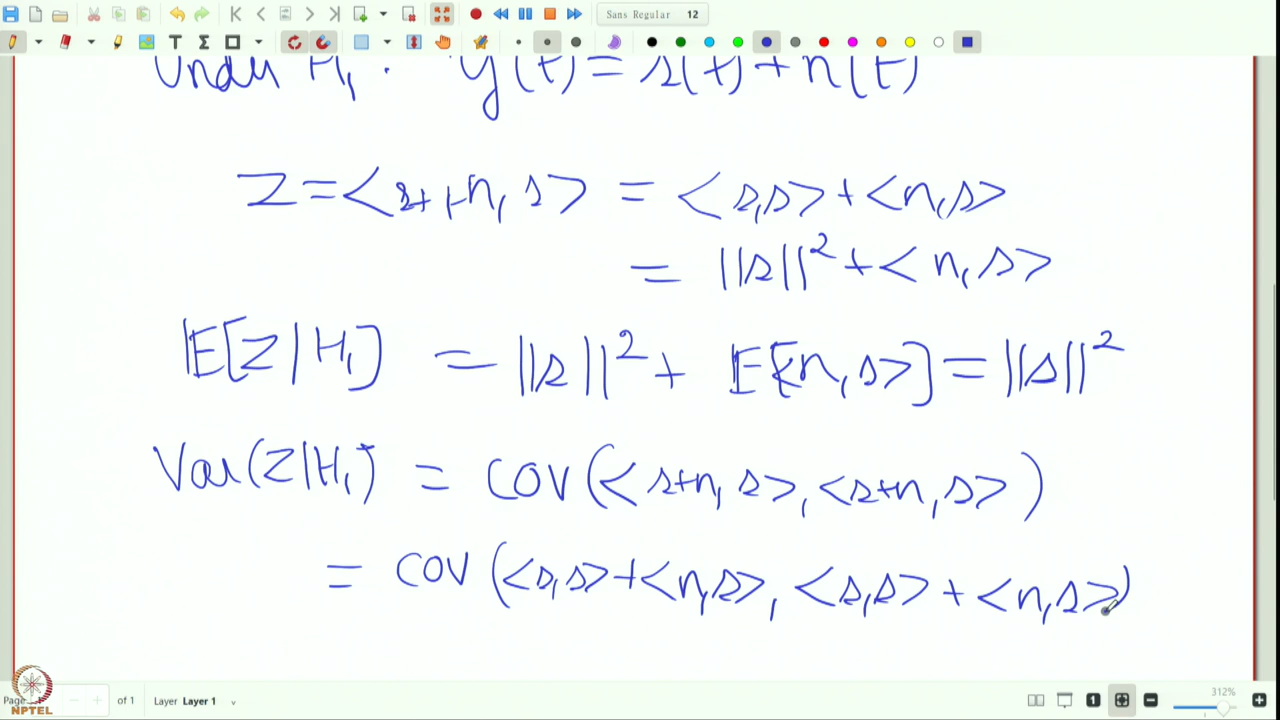 Sans Regular 12
Under H₁ : y(t) = s(t) + n(t)
Z = < s + n, s > = < s, s > + < n, s >
= ||s||² + < n, s >
E[Z | H₁] = ||s||² + E[< n, s >] = ||s||²
Var(Z | H₁) = COV(< s+n, s >, < s+n, s >)
= COV(< s, s > + < n, s >, < s, s > + < n, s >)
NPTEL
Page
of 1
Layer Layer 1
1
312%